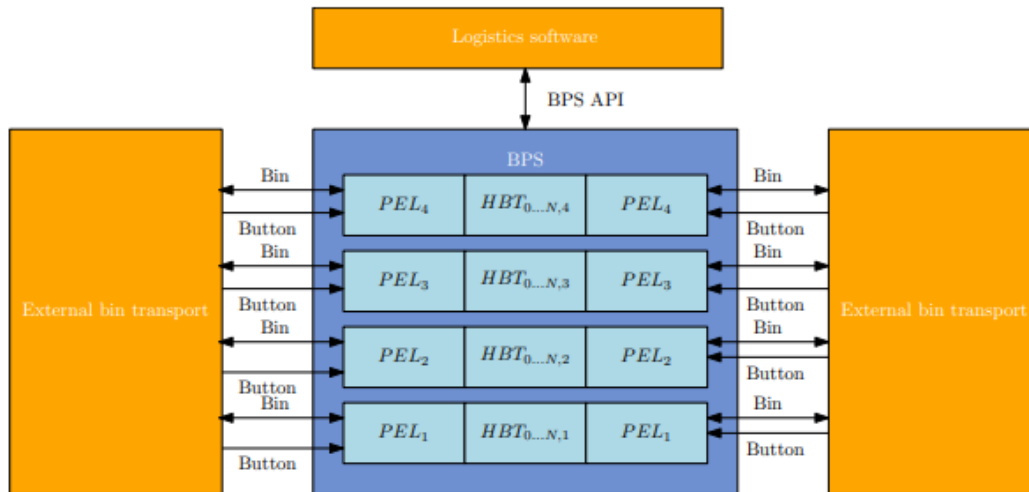 Logistics software
BPS API
BPS
Bin Bin
PEL₄ HBT₀...N,₄ PEL₄
Button Button
Bin Bin
PEL₃ HBT₀...N,₃ PEL₃
External bin transport External bin transport
Button Button
Bin Bin
PEL₂ HBT₀...N,₂ PEL₂
Button Button
Bin Bin
PEL₁ HBT₀...N,₁ PEL₁
Button Button